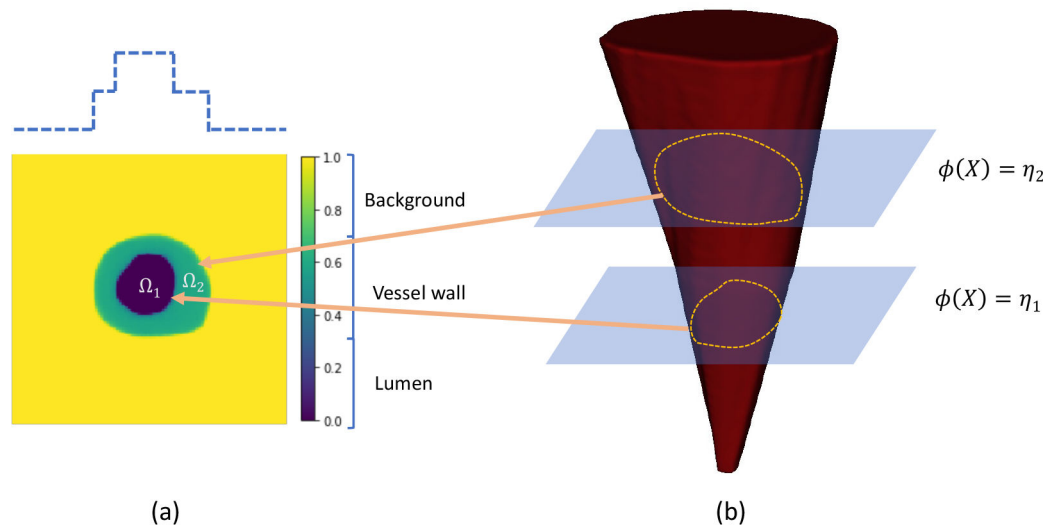 1.0
0.8
0.6
0.4
0.2
0.0
Background
Vessel wall
Lumen
Ω₁
Ω₂
ϕ(X) = η₂
ϕ(X) = η₁
(a)
(b)